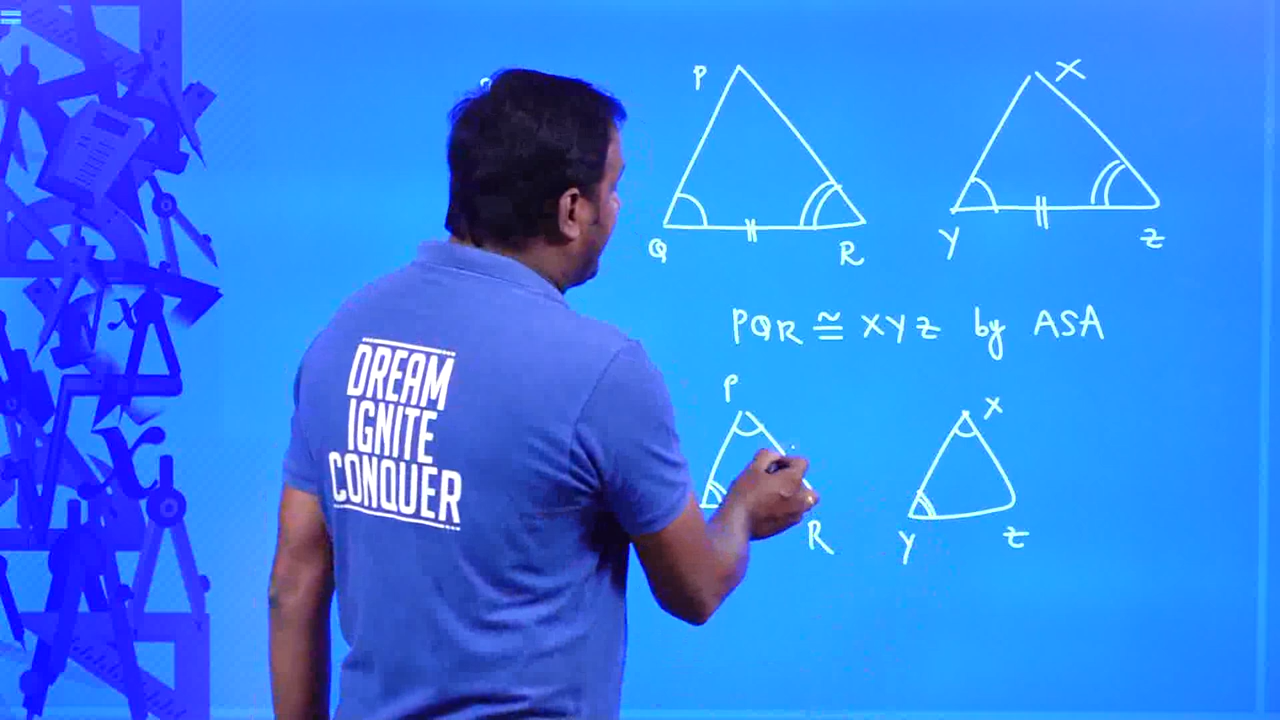 DREAM
IGNITE
CONQUER
P
X
Q
R
Y
Z
PQR ≅ XYZ by ASA
P
X
R
Y
Z